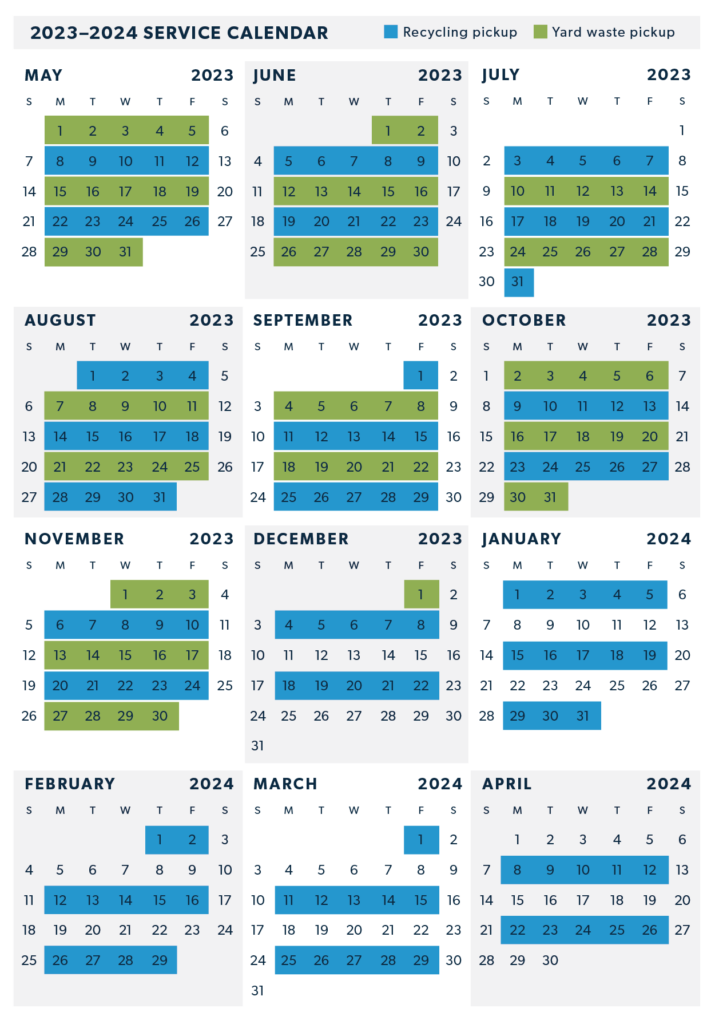 2023–2024 SERVICE CALENDAR Recycling pickup Yard waste pickup
MAY 2023
S M T W T F S
1 2 3 4 5 6
7 8 9 10 11 12 13
14 15 16 17 18 19 20
21 22 23 24 25 26 27
28 29 30 31
JUNE 2023
S M T W T F S
1 2 3
4 5 6 7 8 9 10
11 12 13 14 15 16 17
18 19 20 21 22 23 24
25 26 27 28 29 30
JULY 2023
S M T W T F S
1
2 3 4 5 6 7 8
9 10 11 12 13 14 15
16 17 18 19 20 21 22
23 24 25 26 27 28 29
30 31
AUGUST 2023
S M T W T F S
1 2 3 4 5
6 7 8 9 10 11 12
13 14 15 16 17 18 19
20 21 22 23 24 25 26
27 28 29 30 31
SEPTEMBER 2023
S M T W T F S
1 2
3 4 5 6 7 8 9
10 11 12 13 14 15 16
17 18 19 20 21 22 23
24 25 26 27 28 29 30
OCTOBER 2023
S M T W T F S
1 2 3 4 5 6 7
8 9 10 11 12 13 14
15 16 17 18 19 20 21
22 23 24 25 26 27 28
29 30 31
NOVEMBER 2023
S M T W T F S
1 2 3 4
5 6 7 8 9 10 11
12 13 14 15 16 17 18
19 20 21 22 23 24 25
26 27 28 29 30
DECEMBER 2023
S M T W T F S
1 2
3 4 5 6 7 8 9
10 11 12 13 14 15 16
17 18 19 20 21 22 23
24 25 26 27 28 29 30
31
JANUARY 2024
S M T W T F S
1 2 3 4 5 6
7 8 9 10 11 12 13
14 15 16 17 18 19 20
21 22 23 24 25 26 27
28 29 30 31
FEBRUARY 2024
S M T W T F S
1 2 3
4 5 6 7 8 9 10
11 12 13 14 15 16 17
18 19 20 21 22 23 24
25 26 27 28 29
MARCH 2024
S M T W T F S
1 2
3 4 5 6 7 8 9
10 11 12 13 14 15 16
17 18 19 20 21 22 23
24 25 26 27 28 29 30
31
APRIL 2024
S M T W T F S
1 2 3 4 5 6
7 8 9 10 11 12 13
14 15 16 17 18 19 20
21 22 23 24 25 26 27
28 29 30